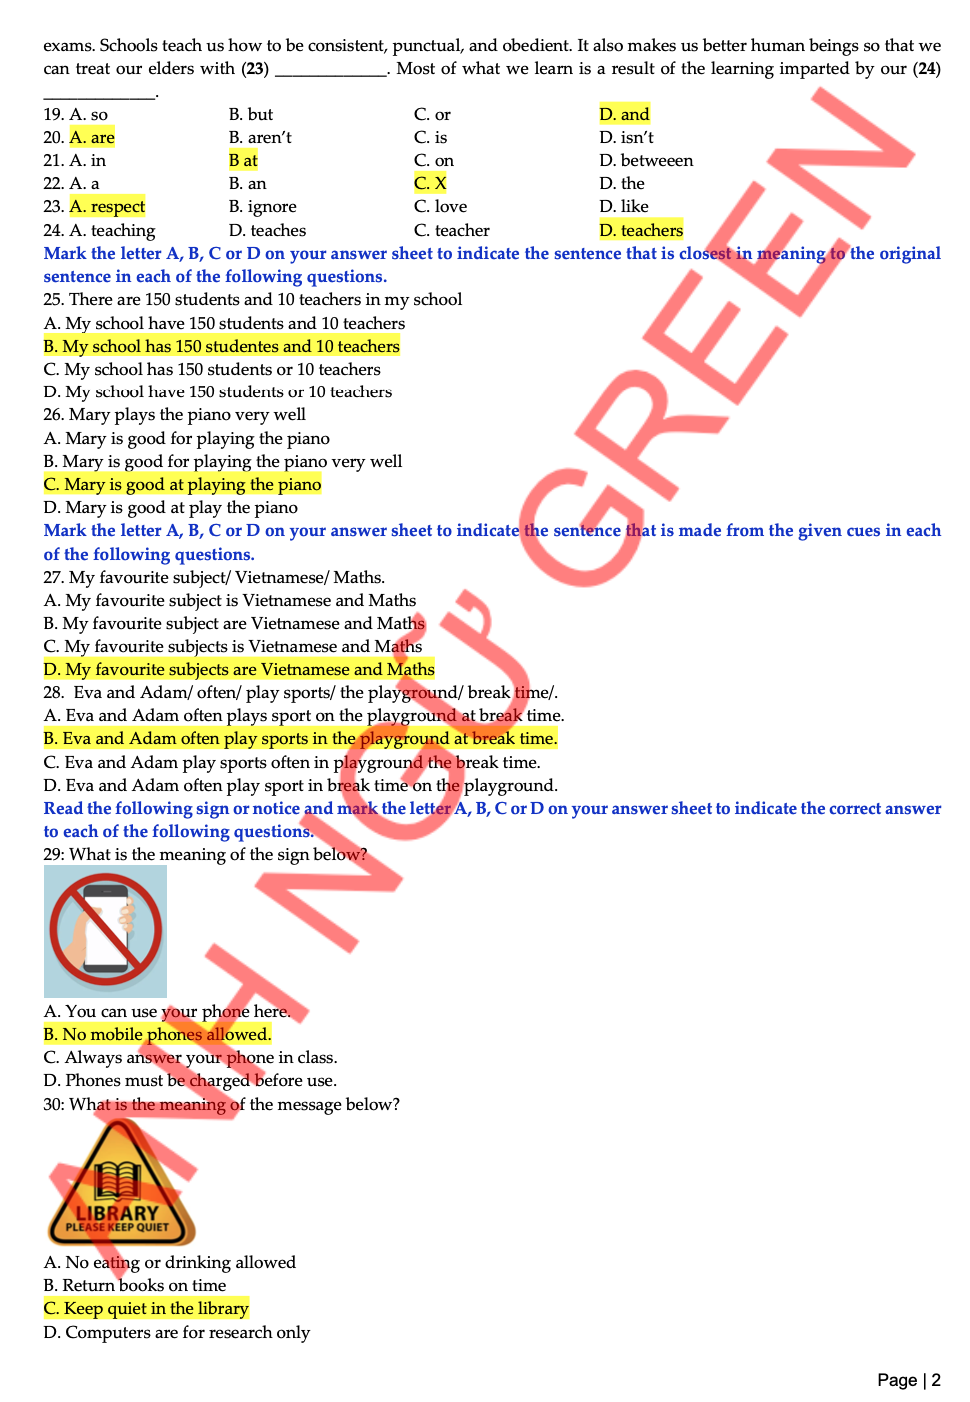 exams. Schools teach us how to be consistent, punctual, and obedient. It also makes us better human beings so that we
can treat our elders with (23) _____________. Most of what we learn is a result of the learning imparted by our (24)
_____________.
19. A. so B. but C. or D. and
20. A. are B. aren't C. is D. isn't
21. A. in B at C. on D. betweeen
22. A. a B. an C. X D. the
23. A. respect B. ignore C. love D. like
24. A. teaching D. teaches C. teacher D. teachers
Mark the letter A, B, C or D on your answer sheet to indicate the sentence that is closest in meaning to the original
sentence in each of the following questions.
25. There are 150 students and 10 teachers in my school
A. My school have 150 students and 10 teachers
B. My school has 150 studentes and 10 teachers
C. My school has 150 students or 10 teachers
D. My school have 150 students or 10 teachers
26. Mary plays the piano very well
A. Mary is good for playing the piano
B. Mary is good for playing the piano very well
C. Mary is good at playing the piano
D. Mary is good at play the piano
Mark the letter A, B, C or D on your answer sheet to indicate the sentence that is made from the given cues in each
of the following questions.
27. My favourite subject/ Vietnamese/ Maths.
A. My favourite subject is Vietnamese and Maths
B. My favourite subject are Vietnamese and Maths
C. My favourite subjects is Vietnamese and Maths
D. My favourite subjects are Vietnamese and Maths
28.  Eva and Adam/ often/ play sports/ the playground/ break time/.
A. Eva and Adam often plays sport on the playground at break time.
B. Eva and Adam often play sports in the playground at break time.
C. Eva and Adam play sports often in playground the break time.
D. Eva and Adam often play sport in break time on the playground.
Read the following sign or notice and mark the letter A, B, C or D on your answer sheet to indicate the correct answer
to each of the following questions.
29: What is the meaning of the sign below?
A. You can use your phone here.
B. No mobile phones allowed.
C. Always answer your phone in class.
D. Phones must be charged before use.
30: What is the meaning of the message below?
LIBRARY
PLEASE KEEP QUIET
A. No eating or drinking allowed
B. Return books on time
C. Keep quiet in the library
D. Computers are for research only
Page | 2
ANH NGỮ GREEN